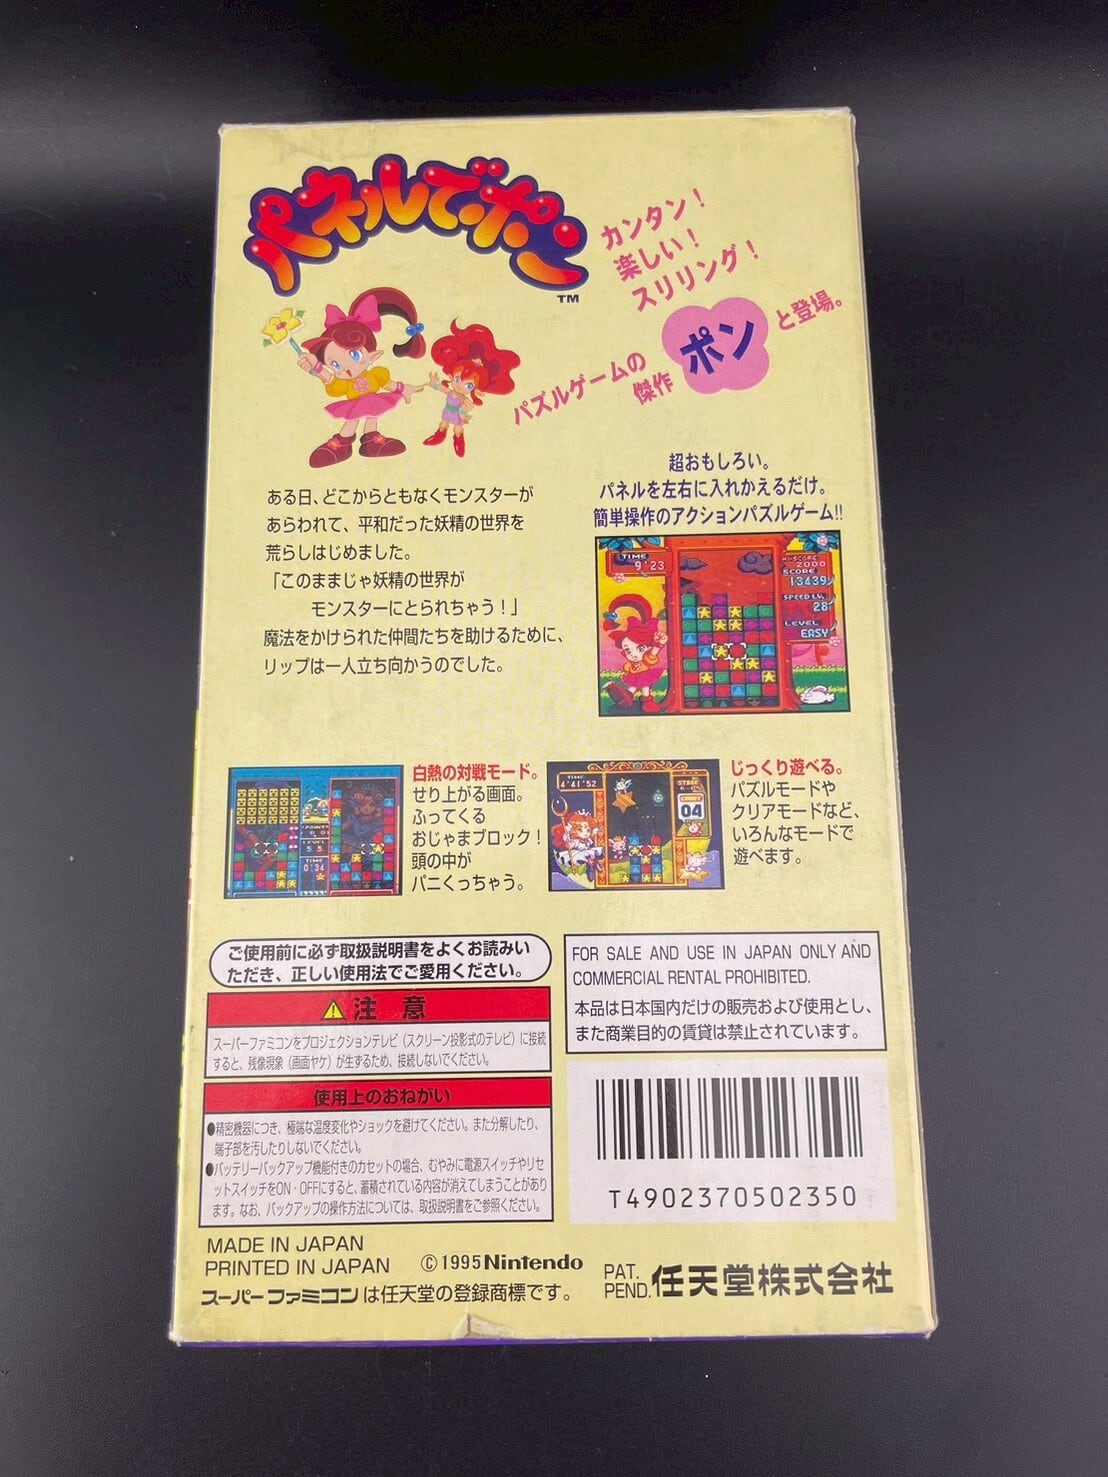 パネルでポン
TM
カンタン！
楽しい！
スリリング！
パズルゲームの
傑作
ポン
と登場。
ある日、どこからともなくモンスターが
あらわれて、平和だった妖精の世界を
荒らしはじめました。
「このままじゃ妖精の世界が
モンスターにとられちゃう！」
魔法をかけられた仲間たちを助けるために、
リップは一人立ち向かうのでした。
超おもしろい。
パネルを左右に入れかえるだけ。
簡単操作のアクションパズルゲーム!!
TIME
9'23
HI-SCORE
2000
SCORE
13439
SPEED LV.
28
LEVEL
EASY
白熱の対戦モード。
せり上がる画面。
ふってくる
おじゃまブロック！
頭の中が
パニくっちゃう。
LEVEL
5 5
TIME
0'34
TIME
4'41"52
STAGE
04
じっくり遊べる。
パズルモードや
クリアモードなど、
いろんなモードで
遊べます。
ご使用前に必ず取扱説明書をよくお読みい
ただき、正しい使用法でご愛用ください。
注 意
スーパーファミコンをプロジェクションテレビ（スクリーン投影式のテレビ）に接続
すると、残像現象（画面ヤケ）が生ずるため、接続しないでください。
使用上のおねがい
●精密機器につき、極端な温度変化やショックを避けてください。また分解したり、
端子部を汚したりしないでください。
●バッテリーバックアップ機能付きのカセットの場合、むやみに電源スイッチやリセ
ットスイッチをON・OFFにすると、蓄積されている内容が消えてしまうことがあり
ます。なお、バックアップの操作方法については、取扱説明書をご参照ください。
FOR SALE AND USE IN JAPAN ONLY AND
COMMERCIAL RENTAL PROHIBITED.
本品は日本国内だけの販売および使用とし、
また商業目的の賃貸は禁止されています。
T4902370502350
MADE IN JAPAN
PRINTED IN JAPAN
©1995 Nintendo
スーパーファミコンは任天堂の登録商標です。
PAT.
PEND.
任天堂株式会社